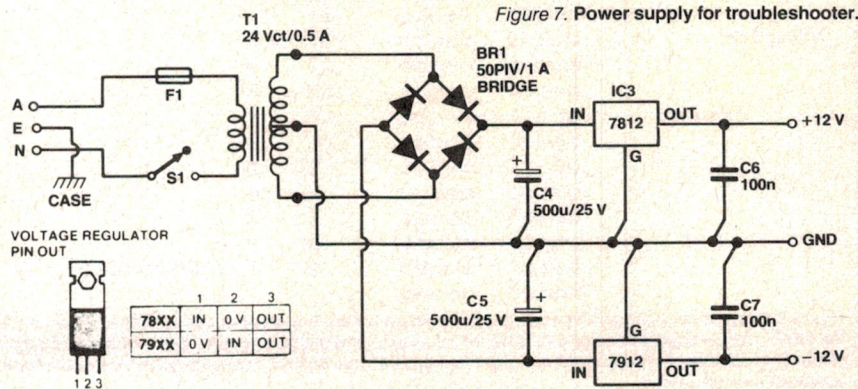 Figure 7. Power supply for troubleshooter.
T1
24 Vct/0.5 A
BR1
50PIV/1 A
BRIDGE
F1
A
E
N
S1
CASE
IC3
IN
7812
OUT
+12 V
G
+
C4
500u/25 V
C6
100n
GND
VOLTAGE REGULATOR
PIN OUT
1 2 3
78XX IN 0 V OUT
79XX 0 V IN OUT
1 2 3
C5
500u/25 V
+
C7
100n
G
IN
7912
OUT
−12 V